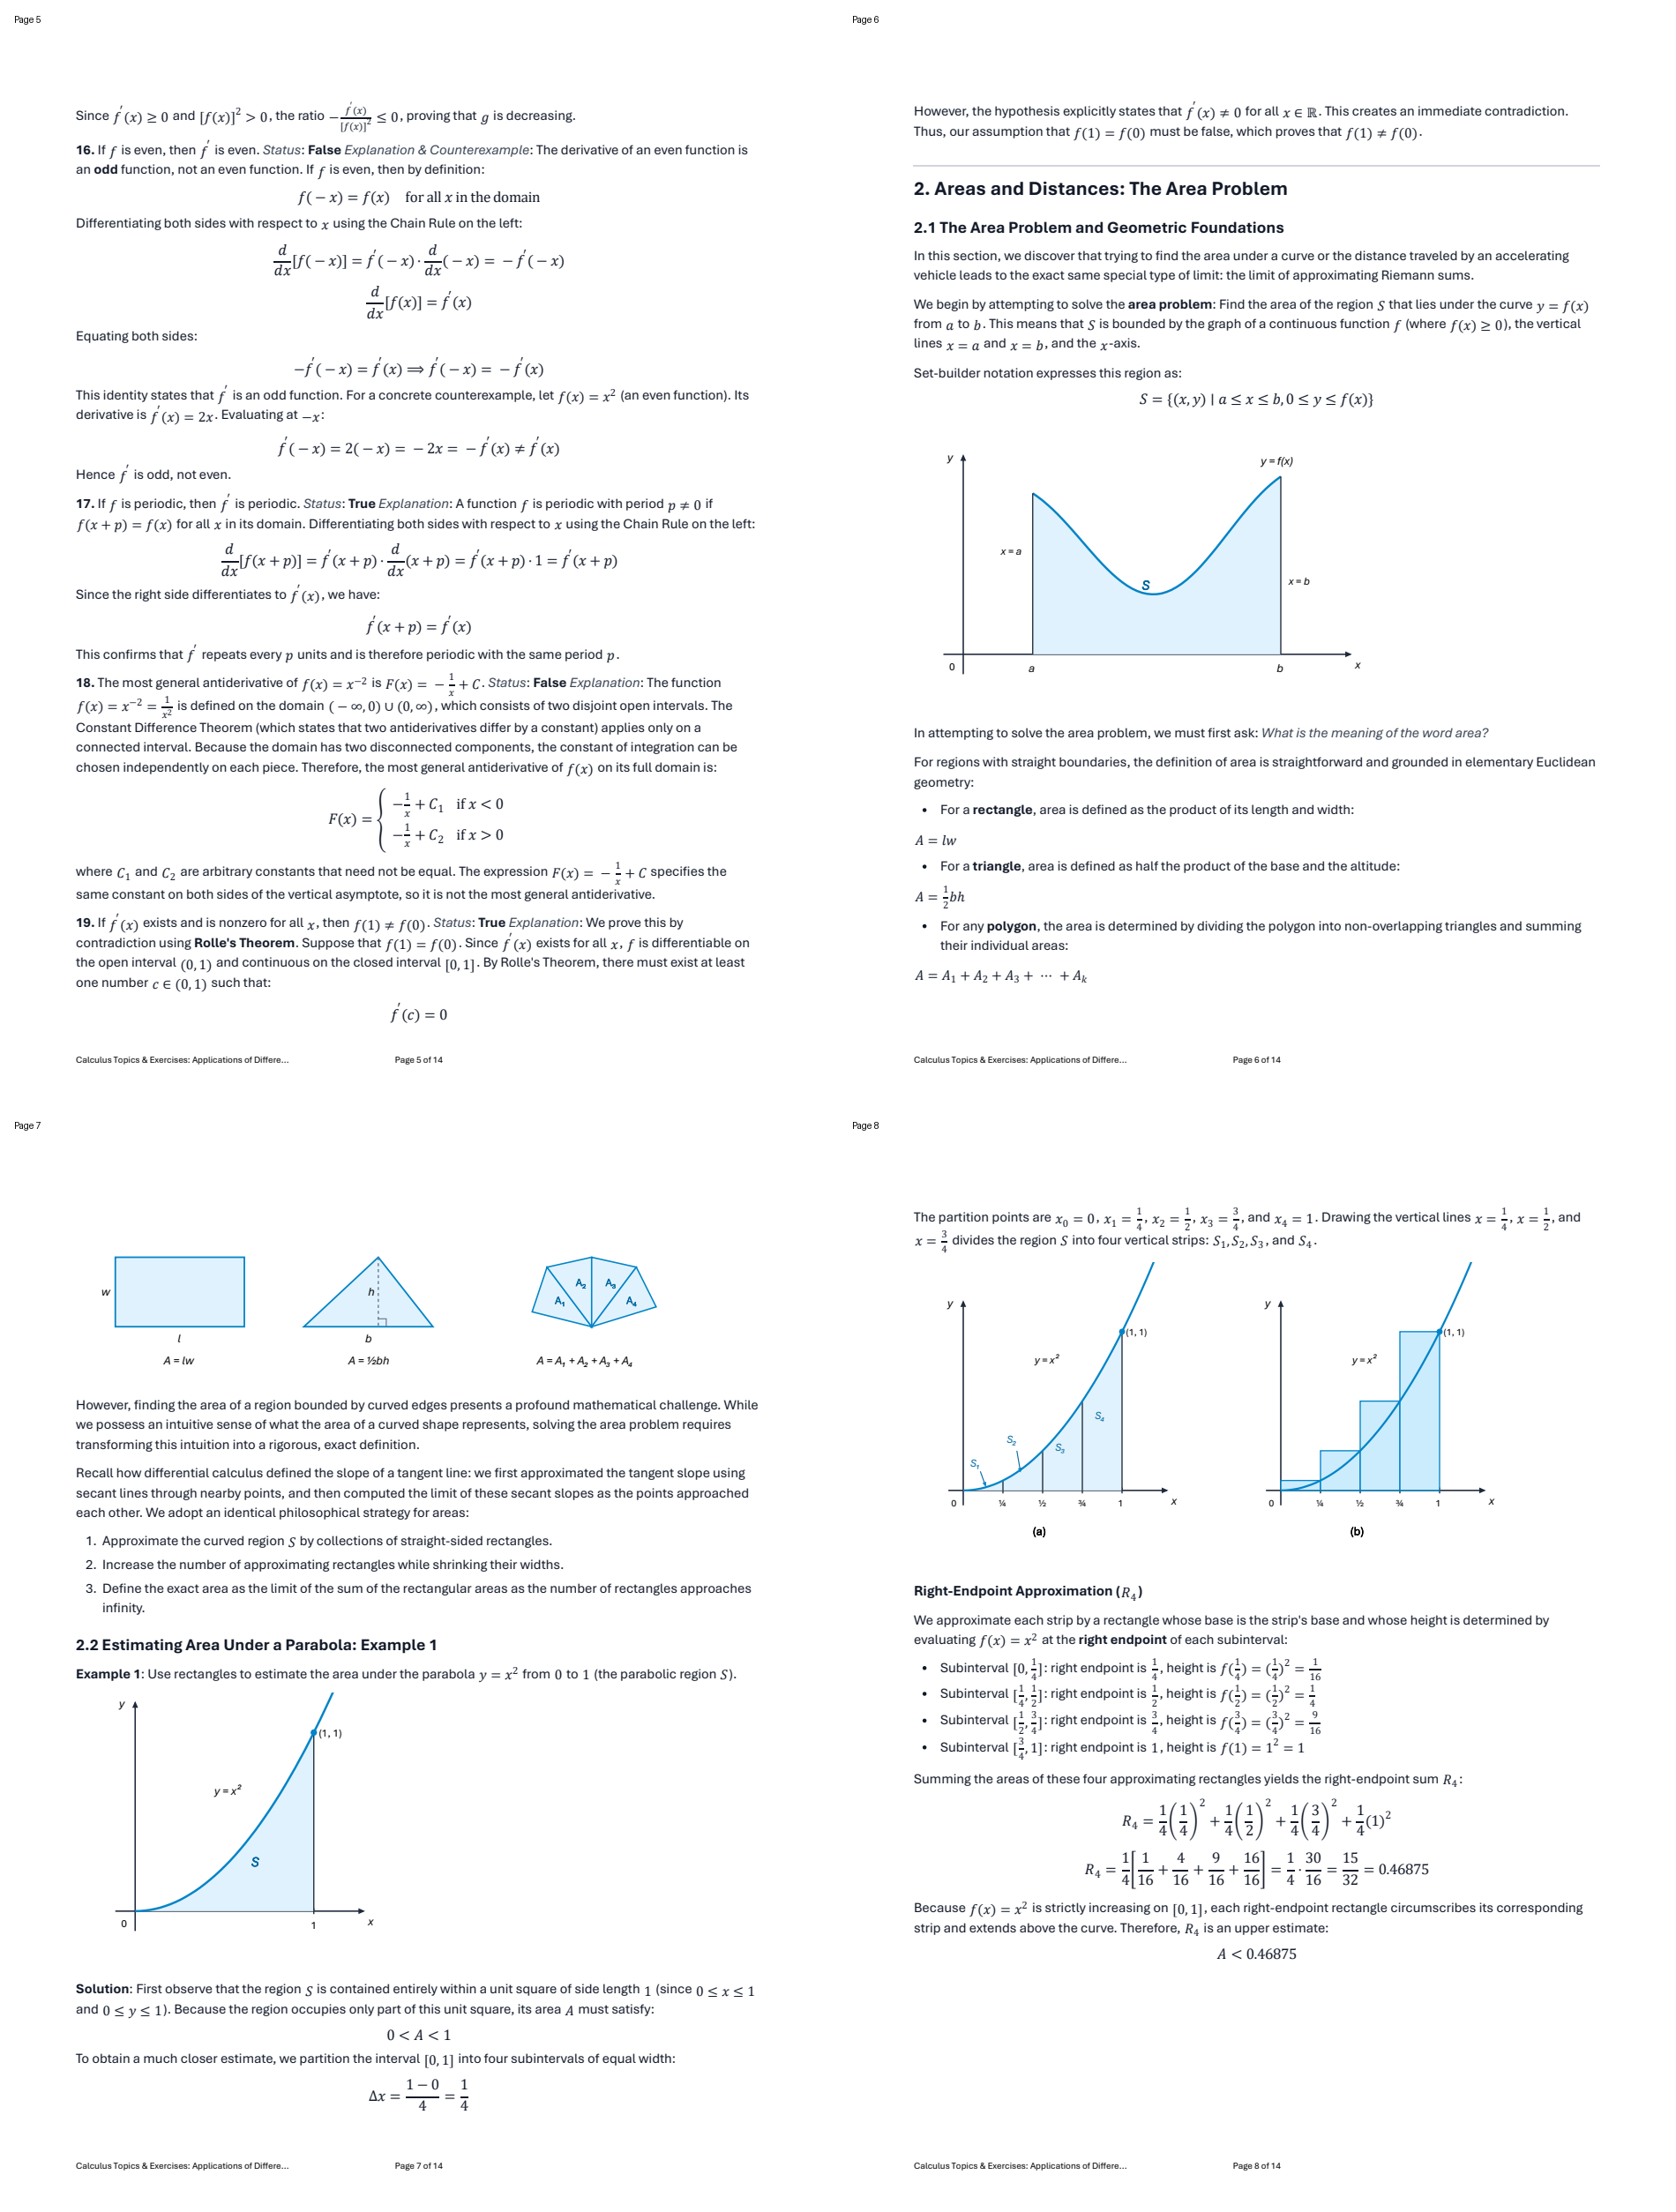 Page 5
Since f′(x) ≥ 0 and [f(x)]² > 0, the ratio −f′(x)/[f(x)]² ≤ 0, proving that g is decreasing.
16. If f is even, then f′ is even. Status: False Explanation & Counterexample: The derivative of an even function is
an odd function, not an even function. If f is even, then by definition:
f(−x) = f(x) for all x in the domain
Differentiating both sides with respect to x using the Chain Rule on the left:
d/dx[f(−x)] = f′(−x) · d/dx(−x) = −f′(−x)
d/dx[f(x)] = f′(x)
Equating both sides:
−f′(−x) = f′(x) ⟹ f′(−x) = −f′(x)
This identity states that f′ is an odd function. For a concrete counterexample, let f(x) = x² (an even function). Its
derivative is f′(x) = 2x. Evaluating at −x:
f′(−x) = 2(−x) = −2x = −f′(x) ≠ f′(x)
Hence f′ is odd, not even.
17. If f is periodic, then f′ is periodic. Status: True Explanation: A function f is periodic with period p ≠ 0 if
f(x + p) = f(x) for all x in its domain. Differentiating both sides with respect to x using the Chain Rule on the left:
d/dx[f(x + p)] = f′(x + p) · d/dx(x + p) = f′(x + p) · 1 = f′(x + p)
Since the right side differentiates to f′(x), we have:
f′(x + p) = f′(x)
This confirms that f′ repeats every p units and is therefore periodic with the same period p.
18. The most general antiderivative of f(x) = x⁻² is F(x) = −1/x + C. Status: False Explanation: The function
f(x) = x⁻² = 1/x² is defined on the domain (−∞, 0) ∪ (0, ∞), which consists of two disjoint open intervals. The
Constant Difference Theorem (which states that two antiderivatives differ by a constant) applies only on a
connected interval. Because the domain has two disconnected components, the constant of integration can be
chosen independently on each piece. Therefore, the most general antiderivative of f(x) on its full domain is:
F(x) = { −1/x + C₁ if x < 0
−1/x + C₂ if x > 0
where C₁ and C₂ are arbitrary constants that need not be equal. The expression F(x) = −1/x + C specifies the
same constant on both sides of the vertical asymptote, so it is not the most general antiderivative.
19. If f′(x) exists and is nonzero for all x, then f(1) ≠ f(0). Status: True Explanation: We prove this by
contradiction using Rolle's Theorem. Suppose that f(1) = f(0). Since f′(x) exists for all x, f is differentiable on
the open interval (0, 1) and continuous on the closed interval [0, 1]. By Rolle's Theorem, there must exist at least
one number c ∈ (0, 1) such that:
f′(c) = 0
Calculus Topics & Exercises: Applications of Differe... Page 5 of 14
Page 6
However, the hypothesis explicitly states that f′(x) ≠ 0 for all x ∈ ℝ. This creates an immediate contradiction.
Thus, our assumption that f(1) = f(0) must be false, which proves that f(1) ≠ f(0).
2. Areas and Distances: The Area Problem
2.1 The Area Problem and Geometric Foundations
In this section, we discover that trying to find the area under a curve or the distance traveled by an accelerating
vehicle leads to the exact same special type of limit: the limit of approximating Riemann sums.
We begin by attempting to solve the area problem: Find the area of the region S that lies under the curve y = f(x)
from a to b. This means that S is bounded by the graph of a continuous function f (where f(x) ≥ 0), the vertical
lines x = a and x = b, and the x-axis.
Set-builder notation expresses this region as:
S = {(x, y) | a ≤ x ≤ b, 0 ≤ y ≤ f(x)}
y
y = f(x)
x = a
S
x = b
0
a
b
x
In attempting to solve the area problem, we must first ask: What is the meaning of the word area?
For regions with straight boundaries, the definition of area is straightforward and grounded in elementary Euclidean
geometry:
• For a rectangle, area is defined as the product of its length and width:
A = lw
• For a triangle, area is defined as half the product of the base and the altitude:
A = 1/2 bh
• For any polygon, the area is determined by dividing the polygon into non-overlapping triangles and summing
their individual areas:
A = A₁ + A₂ + A₃ + ⋯ + Aₖ
Calculus Topics & Exercises: Applications of Differe... Page 6 of 14
Page 7
w
l
A = lw
h
b
A = ½bh
A₁
A₂
A₃
A₄
A = A₁ + A₂ + A₃ + A₄
However, finding the area of a region bounded by curved edges presents a profound mathematical challenge. While
we possess an intuitive sense of what the area of a curved shape represents, solving the area problem requires
transforming this intuition into a rigorous, exact definition.
Recall how differential calculus defined the slope of a tangent line: we first approximated the tangent slope using
secant lines through nearby points, and then computed the limit of these secant slopes as the points approached
each other. We adopt an identical philosophical strategy for areas:
1. Approximate the curved region S by collections of straight-sided rectangles.
2. Increase the number of approximating rectangles while shrinking their widths.
3. Define the exact area as the limit of the sum of the rectangular areas as the number of rectangles approaches
infinity.
2.2 Estimating Area Under a Parabola: Example 1
Example 1: Use rectangles to estimate the area under the parabola y = x² from 0 to 1 (the parabolic region S).
y
(1, 1)
y = x²
S
0
1
x
Solution: First observe that the region S is contained entirely within a unit square of side length 1 (since 0 ≤ x ≤ 1
and 0 ≤ y ≤ 1). Because the region occupies only part of this unit square, its area A must satisfy:
0 < A < 1
To obtain a much closer estimate, we partition the interval [0, 1] into four subintervals of equal width:
Δx = (1 − 0)/4 = 1/4
Calculus Topics & Exercises: Applications of Differe... Page 7 of 14
Page 8
The partition points are x₀ = 0, x₁ = 1/4, x₂ = 1/2, x₃ = 3/4, and x₄ = 1. Drawing the vertical lines x = 1/4, x = 1/2, and
x = 3/4 divides the region S into four vertical strips: S₁, S₂, S₃, and S₄.
y
(1, 1)
y = x²
S₁
S₂
S₃
S₄
0 ¼ ½ ¾ 1 x
(a)
y
(1, 1)
y = x²
0 ¼ ½ ¾ 1 x
(b)
Right-Endpoint Approximation (R₄)
We approximate each strip by a rectangle whose base is the strip's base and whose height is determined by
evaluating f(x) = x² at the right endpoint of each subinterval:
• Subinterval [0, 1/4]: right endpoint is 1/4, height is f(1/4) = (1/4)² = 1/16
• Subinterval [1/4, 1/2]: right endpoint is 1/2, height is f(1/2) = (1/2)² = 1/4
• Subinterval [1/2, 3/4]: right endpoint is 3/4, height is f(3/4) = (3/4)² = 9/16
• Subinterval [3/4, 1]: right endpoint is 1, height is f(1) = 1² = 1
Summing the areas of these four approximating rectangles yields the right-endpoint sum R₄:
R₄ = 1/4(1/4)² + 1/4(1/2)² + 1/4(3/4)² + 1/4(1)²
R₄ = 1/4[1/16 + 4/16 + 9/16 + 16/16] = 1/4 · 30/16 = 15/32 = 0.46875
Because f(x) = x² is strictly increasing on [0, 1], each right-endpoint rectangle circumscribes its corresponding
strip and extends above the curve. Therefore, R₄ is an upper estimate:
A < 0.46875
Calculus Topics & Exercises: Applications of Differe... Page 8 of 14